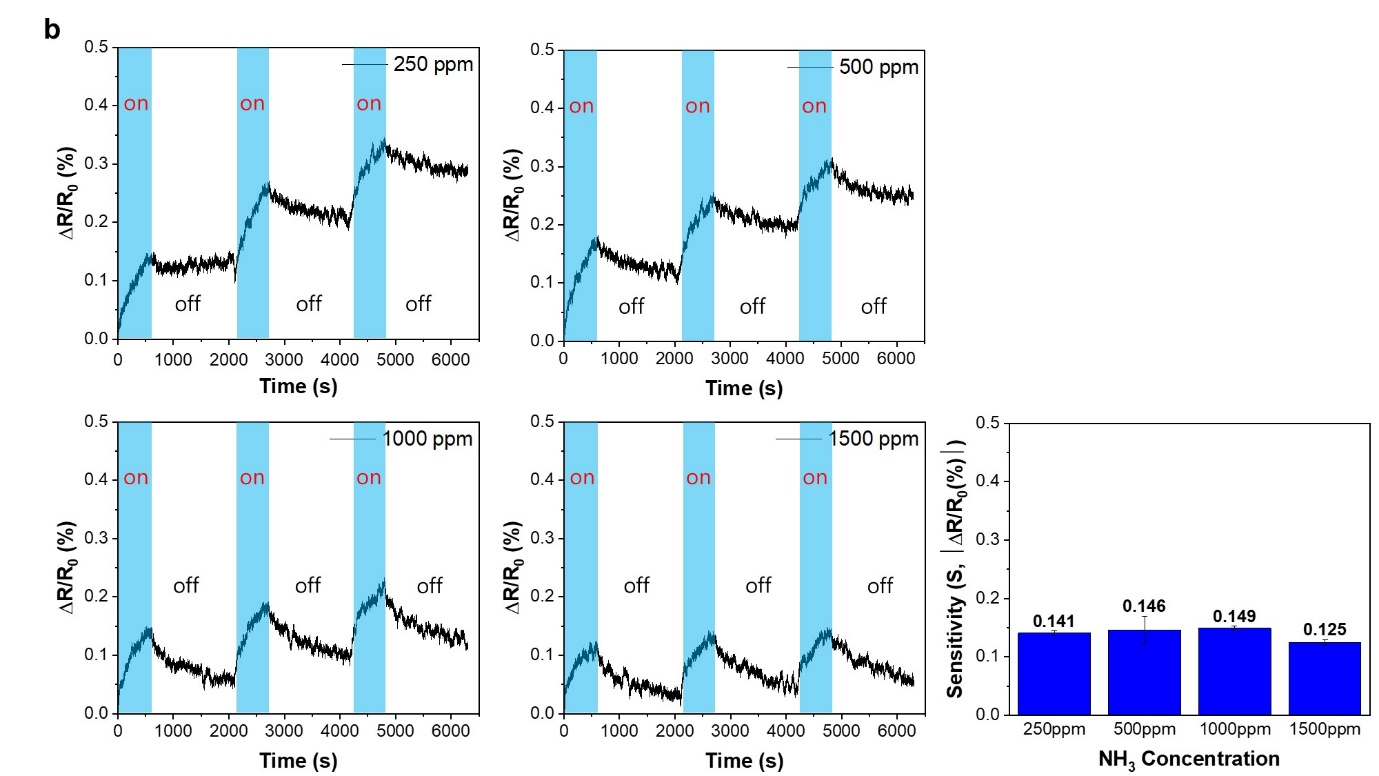 b
0.5
0.4
0.3
0.2
0.1
0.0
ΔR/R0 (%)
250 ppm
on
on
on
off
off
off
0
1000
2000
3000
4000
5000
6000
Time (s)
0.5
0.4
0.3
0.2
0.1
0.0
ΔR/R0 (%)
500 ppm
on
on
on
off
off
off
0
1000
2000
3000
4000
5000
6000
Time (s)
0.5
0.4
0.3
0.2
0.1
0.0
ΔR/R0 (%)
1000 ppm
on
on
on
off
off
off
0
1000
2000
3000
4000
5000
6000
Time (s)
0.5
0.4
0.3
0.2
0.1
0.0
ΔR/R0 (%)
1500 ppm
on
on
on
off
off
off
0
1000
2000
3000
4000
5000
6000
Time (s)
0.5
0.4
0.3
0.2
0.1
0.0
Sensitivity (S, |ΔR/R0(%)|)
0.141
0.146
0.149
0.125
250ppm
500ppm
1000ppm
1500ppm
NH3 Concentration